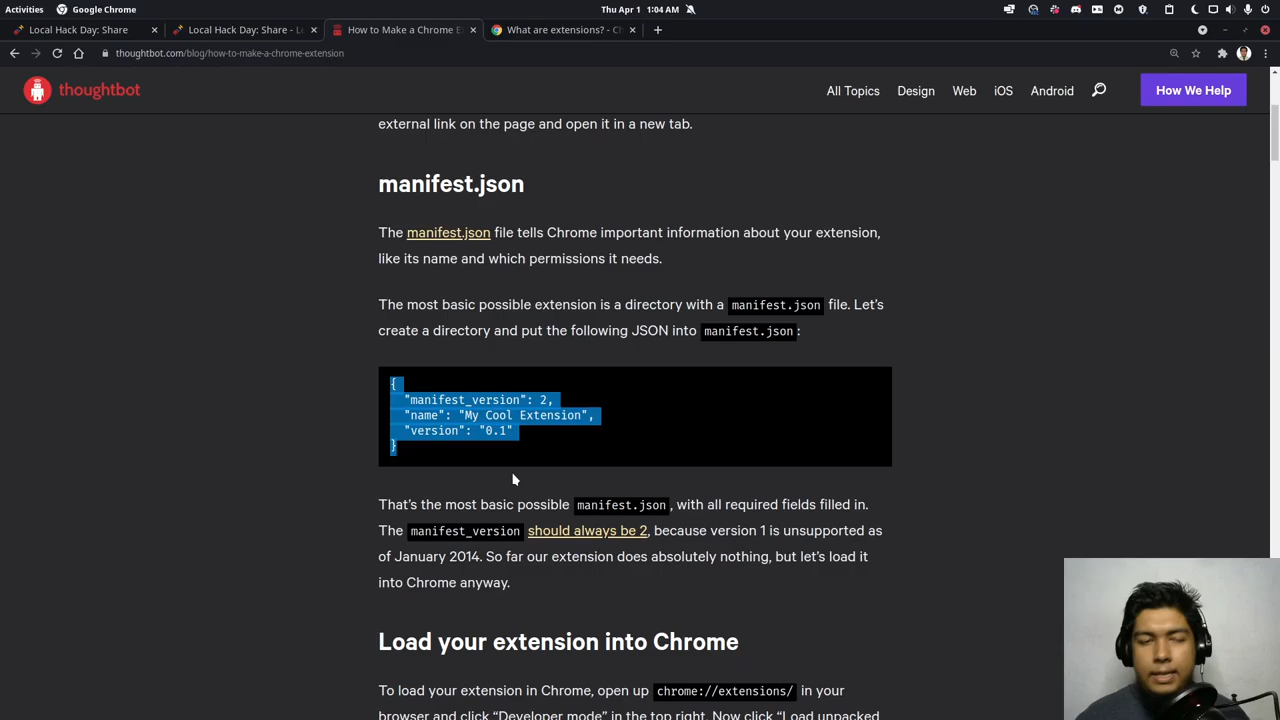 Activities
Google Chrome
Thu Apr 1 1:04 AM
Local Hack Day: Share
Local Hack Day: Share - Lo
How to Make a Chrome E
What are extensions? - Ch
thoughtbot.com/blog/how-to-make-a-chrome-extension
thoughtbot
All Topics
Design
Web
iOS
Android
How We Help
external link on the page and open it in a new tab.
manifest.json
The manifest.json file tells Chrome important information about your extension,
like its name and which permissions it needs.
The most basic possible extension is a directory with a manifest.json file. Let’s
create a directory and put the following JSON into manifest.json:
{
"manifest_version": 2,
"name": "My Cool Extension",
"version": "0.1"
}
That’s the most basic possible manifest.json, with all required fields filled in.
The manifest_version should always be 2, because version 1 is unsupported as
of January 2014. So far our extension does absolutely nothing, but let’s load it
into Chrome anyway.
Load your extension into Chrome
To load your extension in Chrome, open up chrome://extensions/ in your
browser and click “Developer mode” in the top right. Now click “Load unpacked